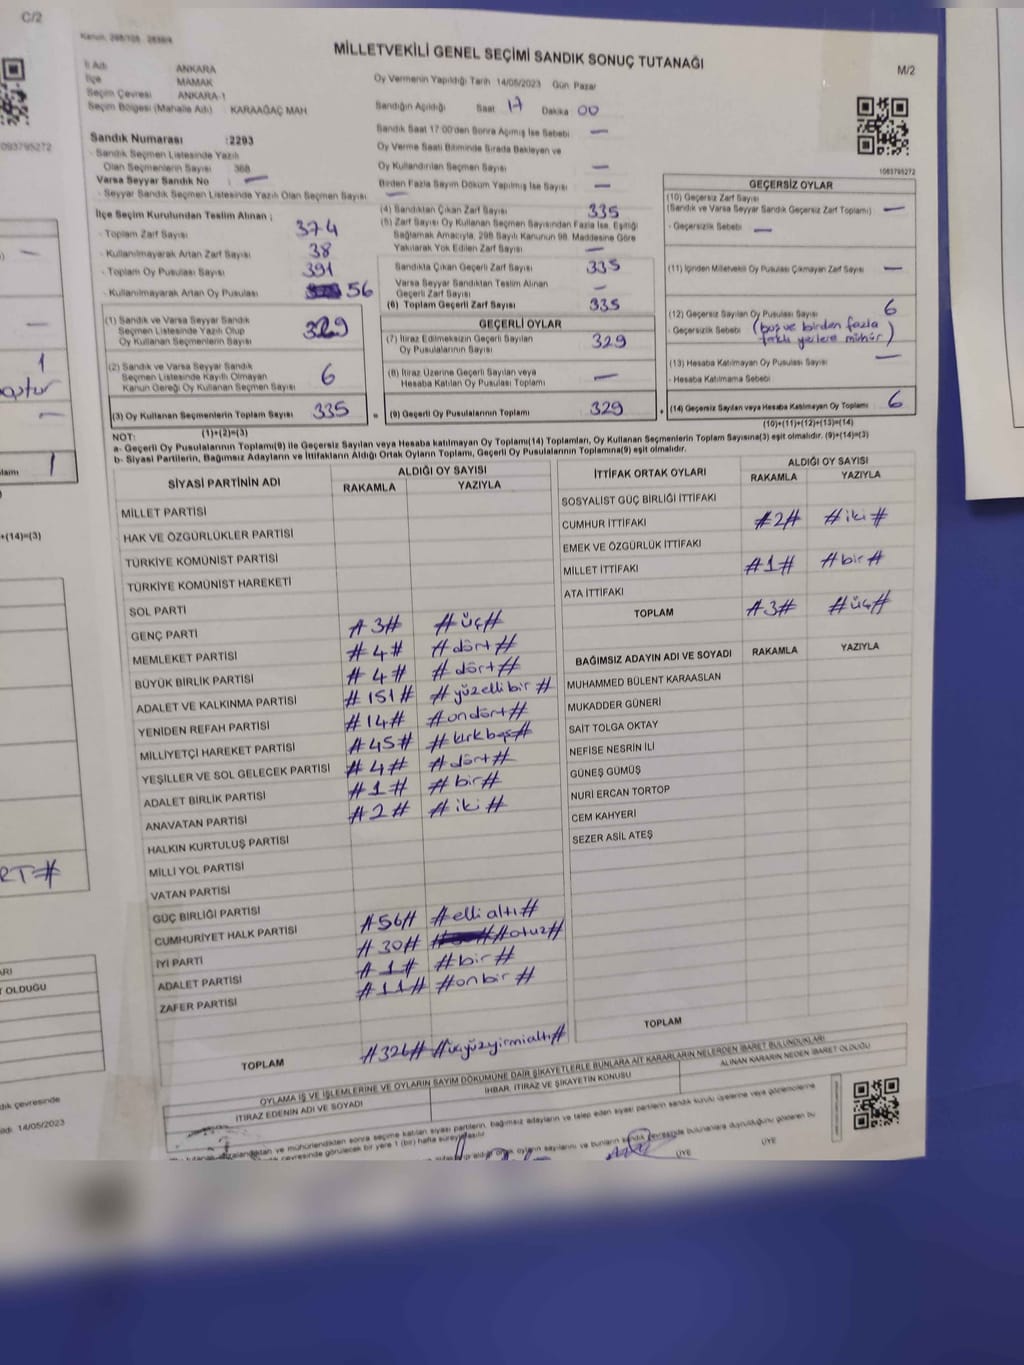 C/2
Kanun, 298/105 2839/4
MİLLETVEKİLİ GENEL SEÇİMİ SANDIK SONUÇ TUTANAĞI
M/2
İl Adı ANKARA
İlçe MAMAK
Seçim Çevresi ANKARA-1
Seçim Bölgesi (Mahalle Adı) KARAAĞAÇ MAH
Oy Vermenin Yapıldığı Tarih 14/05/2023 Gün Pazar
Sandığın Açıldığı Saat 17 Dakika 00
Sandık Saat 17:00'den Sonra Açılmış İse Sebebi —
Oy Verme Saati Bitiminde Sırada Bekleyen ve
Oy Kullandırılan Seçmen Sayısı —
Birden Fazla Sayım Döküm Yapılmış İse Sayısı —
Sandık Numarası :2293
- Sandık Seçmen Listesinde Yazılı
Olan Seçmenlerin Sayısı 368
Varsa Seyyar Sandık No : —
- Seyyar Sandık Seçmen Listesinde Yazılı Olan Seçmen Sayısı —
İlçe Seçim Kurulundan Teslim Alınan ;
- Toplam Zarf Sayısı 374
- Kullanılmayarak Artan Zarf Sayısı 38
- Toplam Oy Pusulası Sayısı 391
- Kullanılmayarak Artan Oy Pusulası 56
(1) Sandık ve Varsa Seyyar Sandık
Seçmen Listesinde Yazılı Olup
Oy Kullanan Seçmenlerin Sayısı 329
(2) Sandık ve Varsa Seyyar Sandık
Seçmen Listesinde Kayıtlı Olmayan
Kanun Gereği Oy Kullanan Seçmen Sayısı 6
(3) Oy Kullanan Seçmenlerin Toplam Sayısı 335
(1)+(2)=(3)
(4) Sandıktan Çıkan Zarf Sayısı 335
(5) Zarf Sayısı Oy Kullanan Seçmen Sayısından Fazla İse, Eşitliği
Sağlamak Amacıyla, 298 Sayılı Kanunun 98. Maddesine Göre
Yakılarak Yok Edilen Zarf Sayısı —
Sandıkta Çıkan Geçerli Zarf Sayısı 335
Varsa Seyyar Sandıktan Teslim Alınan
Geçerli Zarf Sayısı —
(6) Toplam Geçerli Zarf Sayısı 335
GEÇERLİ OYLAR
(7) İtiraz Edilmeksizin Geçerli Sayılan
Oy Pusulalarının Sayısı 329
(8) İtiraz Üzerine Geçerli Sayılan veya
Hesaba Katılan Oy Pusulası Toplamı —
= (9) Geçerli Oy Pusulalarının Toplamı 329
1083795272
GEÇERSİZ OYLAR
(10) Geçersiz Zarf Sayısı
(Sandık ve Varsa Seyyar Sandık Geçersiz Zarf Toplamı) —
- Geçersizlik Sebebi —
(11) İçinden Milletvekili Oy Pusulası Çıkmayan Zarf Sayısı —
(12) Geçersiz Sayılan Oy Pusulası Sayısı 6
- Geçersizlik Sebebi (boş ve birden fazla
farklı yerlere mühür)
(13) Hesaba Katılmayan Oy Pusulası Sayısı —
- Hesaba Katılmama Sebebi
+ (14) Geçersiz Sayılan veya Hesaba Katılmayan Oy Toplamı 6
(10)+(11)+(12)+(13)=(14)
NOT:
a- Geçerli Oy Pusulalarının Toplamı(9) ile Geçersiz Sayılan veya Hesaba katılmayan Oy Toplamı(14) Toplamları, Oy Kullanan Seçmenlerin Toplam Sayısına(3) eşit olmalıdır. (9)+(14)=(3)
b- Siyasi Partilerin, Bağımsız Adayların ve İttifakların Aldığı Ortak Oyların Toplamı, Geçerli Oy Pusulalarının Toplamına(9) eşit olmalıdır.
SİYASİ PARTİNİN ADI ALDIĞI OY SAYISI
RAKAMLA YAZIYLA
MİLLET PARTİSİ
HAK VE ÖZGÜRLÜKLER PARTİSİ
TÜRKİYE KOMÜNİST PARTİSİ
TÜRKİYE KOMÜNİST HAREKETİ
SOL PARTİ
GENÇ PARTİ #3# #üç#
MEMLEKET PARTİSİ #4# #dört#
BÜYÜK BİRLİK PARTİSİ #4# #dört#
ADALET VE KALKINMA PARTİSİ #151# #yüzellibir#
YENİDEN REFAH PARTİSİ #14# #ondört#
MİLLİYETÇİ HAREKET PARTİSİ #45# #kırkbeş#
YEŞİLLER VE SOL GELECEK PARTİSİ #4# #dört#
ADALET BİRLİK PARTİSİ #1# #bir#
ANAVATAN PARTİSİ #2# #iki#
HALKIN KURTULUŞ PARTİSİ
MİLLİ YOL PARTİSİ
VATAN PARTİSİ
GÜÇ BİRLİĞİ PARTİSİ
CUMHURİYET HALK PARTİSİ #56# #elli altı#
İYİ PARTİ #30# #otuz#
ADALET PARTİSİ #1# #bir#
ZAFER PARTİSİ #11# #onbir#
TOPLAM #326# #üçyüzyirmialtı#
İTTİFAK ORTAK OYLARI ALDIĞI OY SAYISI
RAKAMLA YAZIYLA
SOSYALİST GÜÇ BİRLİĞİ İTTİFAKI
CUMHUR İTTİFAKI #2# #iki#
EMEK VE ÖZGÜRLÜK İTTİFAKI
MİLLET İTTİFAKI #1# #bir#
ATA İTTİFAKI
TOPLAM #3# #üç#
BAĞIMSIZ ADAYIN ADI VE SOYADI RAKAMLA YAZIYLA
MUHAMMED BÜLENT KARAASLAN
MUKADDER GÜNERİ
SAİT TOLGA OKTAY
NEFİSE NESRİN İLİ
GÜNEŞ GÜMÜŞ
NURİ ERCAN TORTOP
CEM KAHYERİ
SEZER ASİL ATEŞ
TOPLAM
OYLAMA İŞ VE İŞLEMLERİNE VE OYLARIN SAYIM DÖKÜMÜNE DAİR ŞİKAYETLERLE BUNLARA AİT KARARLARIN NELERDEN İBARET BULUNDUKLARI
İTİRAZ EDENİN ADI VE SOYADI
İHBAR, İTİRAZ VE ŞİKAYETİN KONUSU
ALINAN KARARIN NEDEN İBARET OLDUĞU
ÜYE
ÜYE
+(14)=(3)
RT#
OLDUĞU
14/05/2023